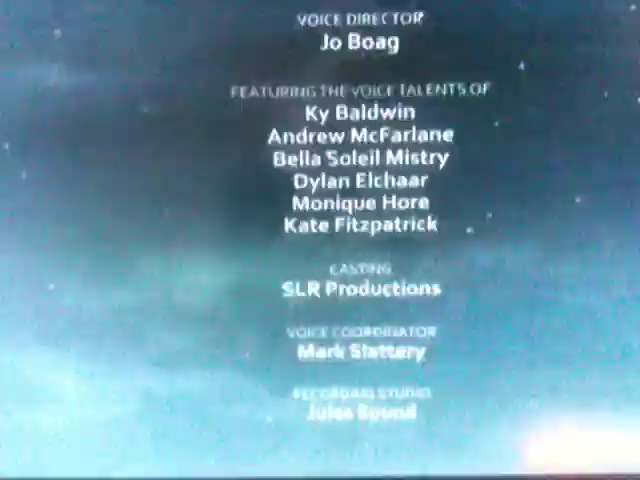 VOICE DIRECTOR
Jo Boag
FEATURING THE VOICE TALENTS OF
Ky Baldwin
Andrew McFarlane
Bella Soleil Mistry
Dylan Elchaar
Monique Hore
Kate Fitzpatrick
CASTING
SLR Productions
VOICE COORDINATOR
Mark Slattery
RECORDING STUDIO
Jules Sound